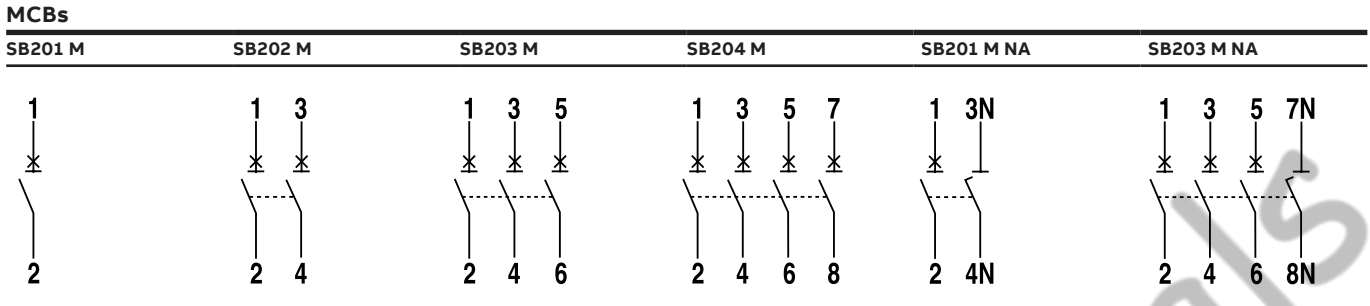 MCBs
SB201 M SB202 M SB203 M SB204 M SB201 M NA SB203 M NA
1 1 3 1 3 5 1 3 5 7 1 3N 1 3 5 7N
2 2 4 2 4 6 2 4 6 8 2 4N 2 4 6 8N